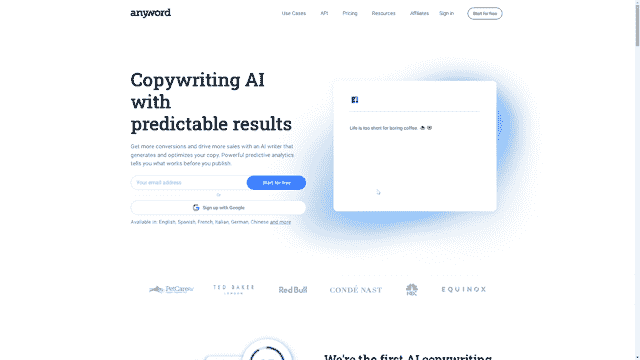 anyword
Use Cases API Pricing Resources Affiliates Sign in Start for free
Copywriting AI
with
predictable results
Get more conversions and drive more sales with an AI writer that
generates and optimizes your copy. Powerful predictive analytics
tells you what works before you publish.
Your email address Start for free
or
Sign up with Google
Available in: English, Spanish, French, Italian, German, Chinese and more
Life is too short for boring coffee.
PetCareRx TED BAKER RedBull CONDÉ NAST NBC EQUINOX
LONDON
We're the first AI copywriting